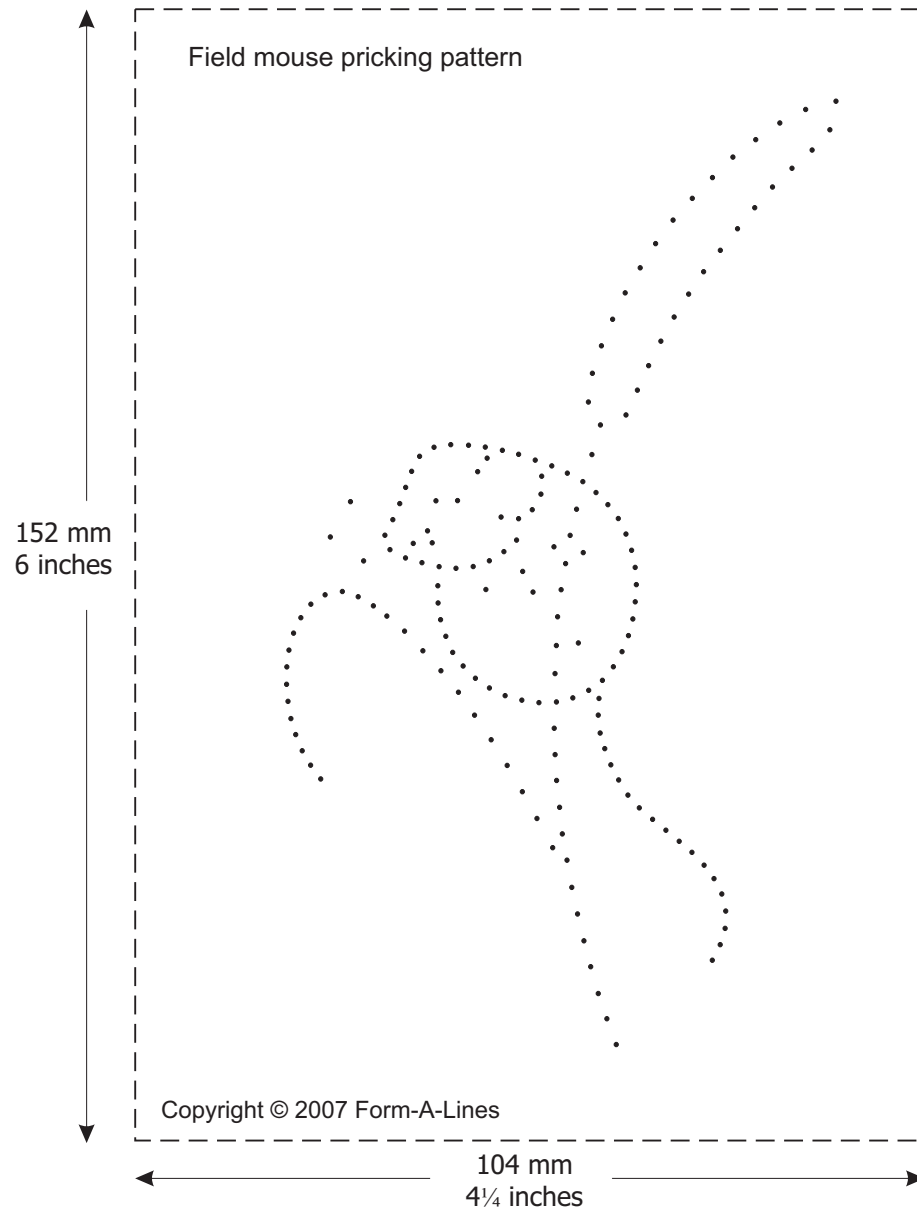 Field mouse pricking pattern
152 mm
6 inches
Copyright © 2007 Form-A-Lines
104 mm
4¼ inches